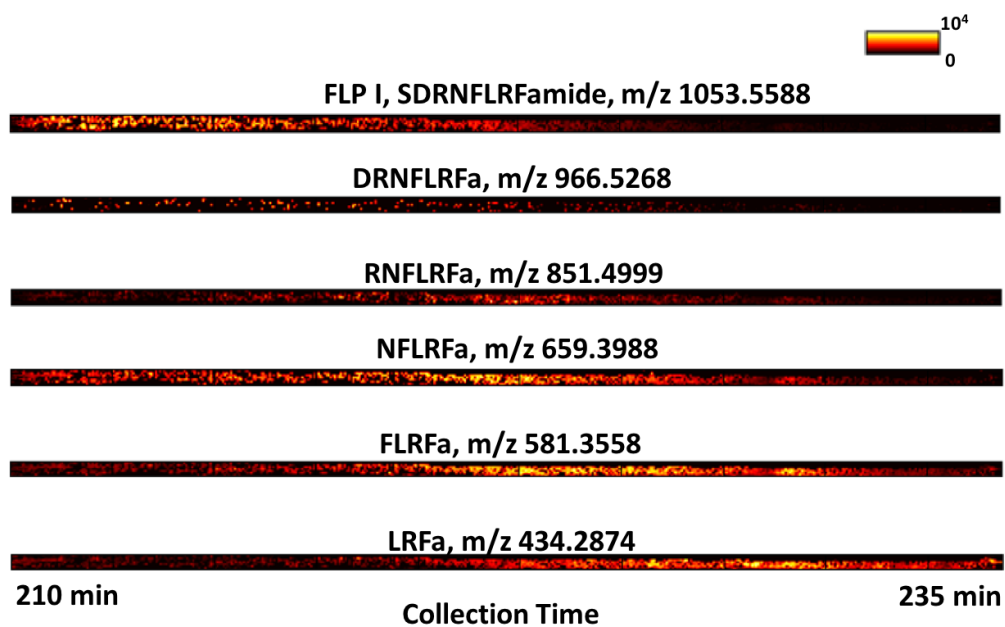 10⁴
0
FLP I, SDRNFLRFamide, m/z 1053.5588
DRNFLRFa, m/z 966.5268
RNFLRFa, m/z 851.4999
NFLRFa, m/z 659.3988
FLRFa, m/z 581.3558
LRFa, m/z 434.2874
210 min
235 min
Collection Time